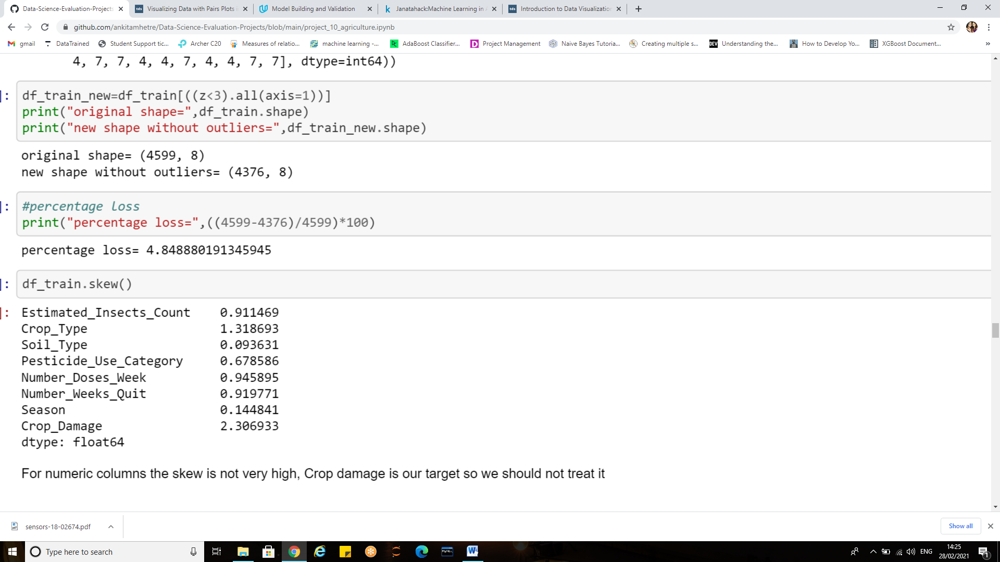 Data-Science-Evaluation-Projects
Visualizing Data with Pairs Plots
Model Building and Validation
Janatahack:Machine Learning in
Introduction to Data Visualization
github.com/ankitamhetre/Data-Science-Evaluation-Projects/blob/main/project_10_agriculture.ipynb
gmail
DataTrained
Student Support tic...
Archer C20
Measures of relatio...
machine learning -...
AdaBoost Classifier...
Project Management
Naive Bayes Tutoria...
Creating multiple s...
DEV
Understanding the...
How to Develop Yo...
XGBoost Document...
»
4, 7, 7, 4, 4, 7, 4, 4, 7, 7], dtype=int64))
]:
df_train_new=df_train[((z<3).all(axis=1))]
print("original shape=",df_train.shape)
print("new shape without outliers=",df_train_new.shape)
original shape= (4599, 8)
new shape without outliers= (4376, 8)
]:
#percentage loss
print("percentage loss=",((4599-4376)/4599)*100)
percentage loss= 4.848880191345945
]:
df_train.skew()
]:
Estimated_Insects_Count 0.911469
Crop_Type 1.318693
Soil_Type 0.093631
Pesticide_Use_Category 0.678586
Number_Doses_Week 0.945895
Number_Weeks_Quit 0.919771
Season 0.144841
Crop_Damage 2.306933
dtype: float64
For numeric columns the skew is not very high, Crop damage is our target so we should not treat it
sensors-18-02674.pdf
Show all
Type here to search
ENG
14:25
28/02/2021
1